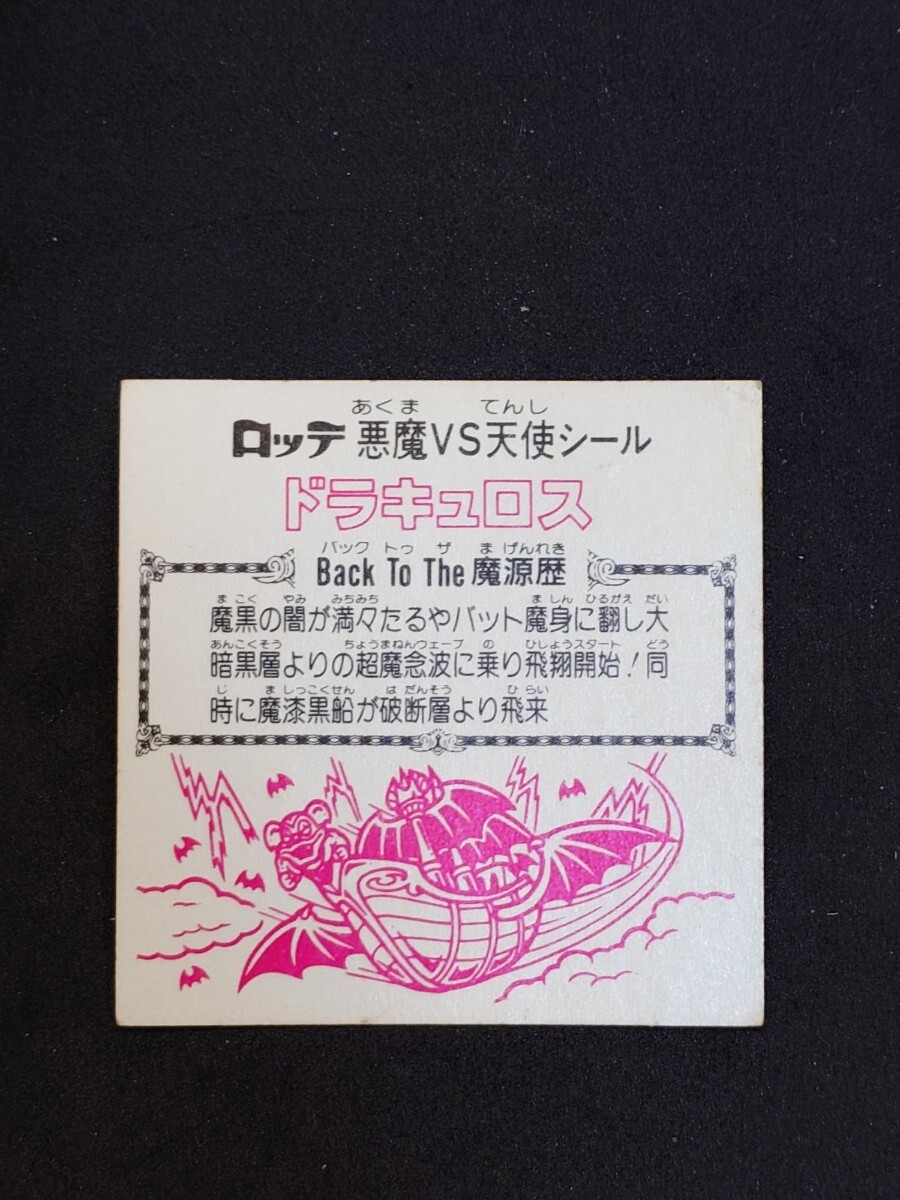 あくま てんし
ロッテ 悪魔VS天使シール
ドラキュロス
バック トゥ ザ ま げんれき
Back To The 魔源歴
ま こく やみ みちみち ま しん ひるがえ だい
魔黒の闇が満々たるやバット魔身に翻し大
あんこくそう ちょうまねんウェーブ の ひしょうスタート どう
暗黒層よりの超魔念波に乗り飛翔開始!同
じ ま しっこくせん は だんそう ひ らい
時に魔漆黒船が破断層より飛来